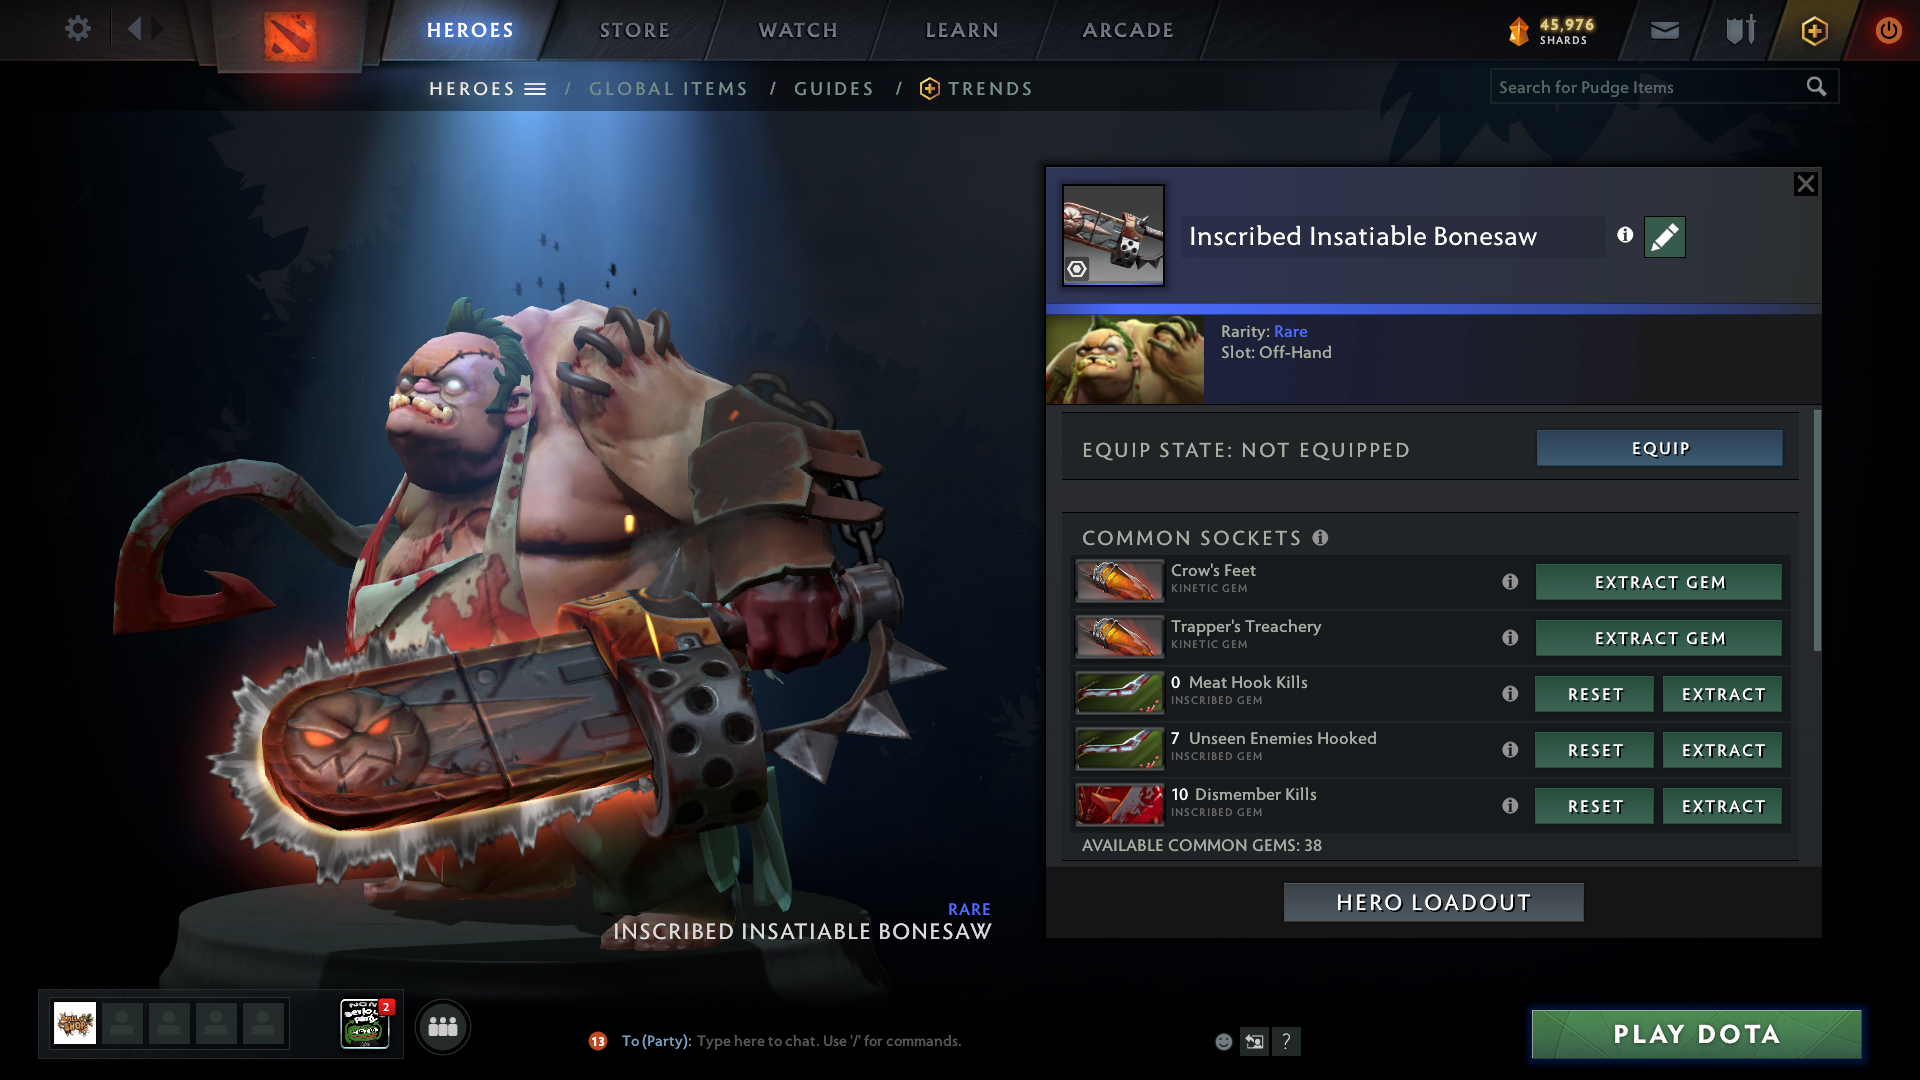 HEROES
STORE
WATCH
LEARN
ARCADE
45,976
SHARDS
HEROES / GLOBAL ITEMS / GUIDES / TRENDS
Search for Pudge Items
Inscribed Insatiable Bonesaw
Rarity: Rare
Slot: Off-Hand
EQUIP STATE: NOT EQUIPPED
EQUIP
COMMON SOCKETS
Crow's Feet
KINETIC GEM
EXTRACT GEM
Trapper's Treachery
KINETIC GEM
EXTRACT GEM
0 Meat Hook Kills
INSCRIBED GEM
RESET
EXTRACT
7 Unseen Enemies Hooked
INSCRIBED GEM
RESET
EXTRACT
10 Dismember Kills
INSCRIBED GEM
RESET
EXTRACT
AVAILABLE COMMON GEMS: 38
HERO LOADOUT
RARE
INSCRIBED INSATIABLE BONESAW
2
13
To (Party): Type here to chat. Use '/' for commands.
?
PLAY DOTA